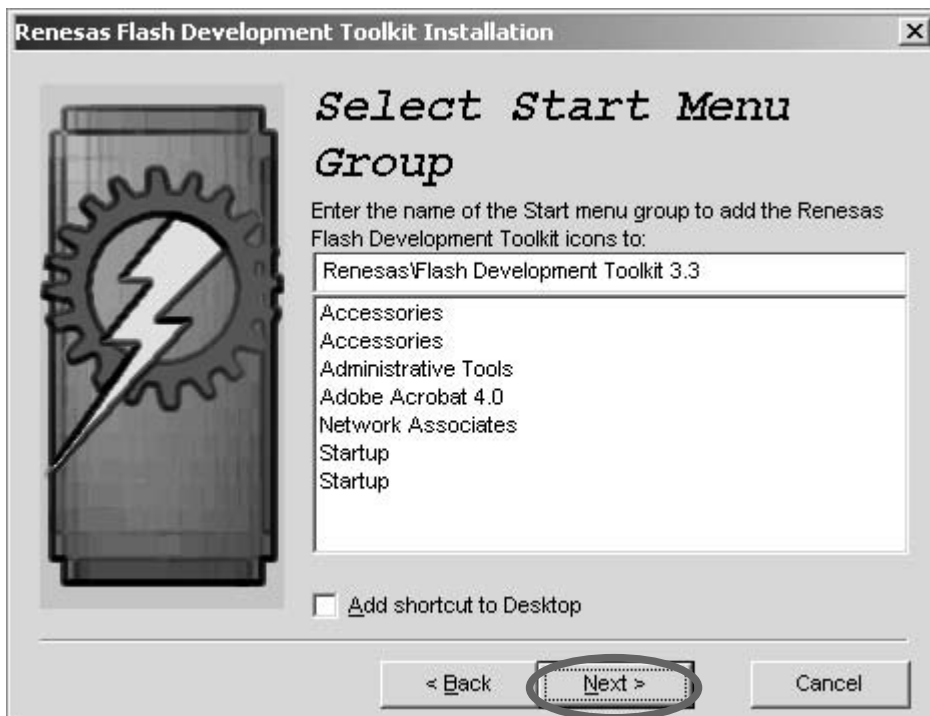 Renesas Flash Development Toolkit Installation
Select Start Menu
Group
Enter the name of the Start menu group to add the Renesas
Flash Development Toolkit icons to:
Renesas\Flash Development Toolkit 3.3
Accessories
Accessories
Administrative Tools
Adobe Acrobat 4.0
Network Associates
Startup
Startup
Add shortcut to Desktop
< Back Next > Cancel